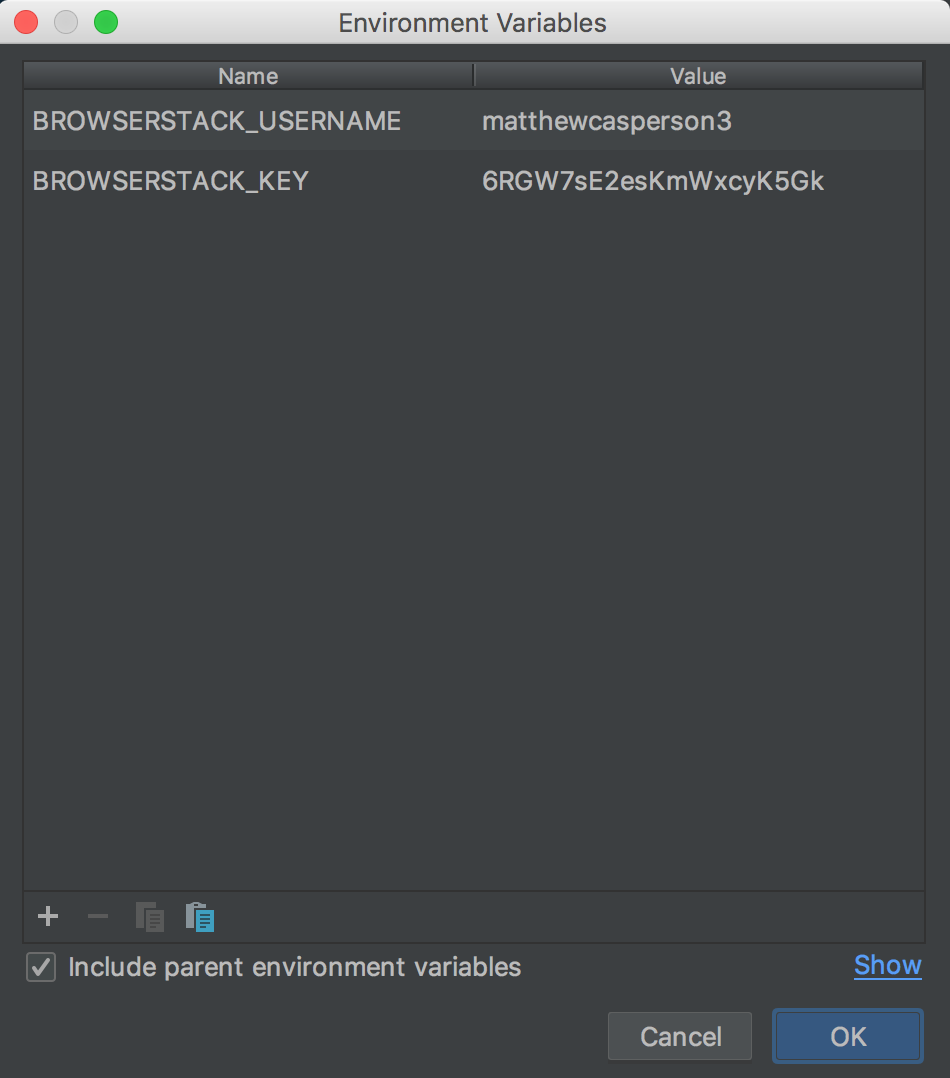 Environment Variables
Name Value
BROWSERSTACK_USERNAME matthewcasperson3
BROWSERSTACK_KEY 6RGW7sE2esKmWxcyK5Gk
Include parent environment variables Show
Cancel OK